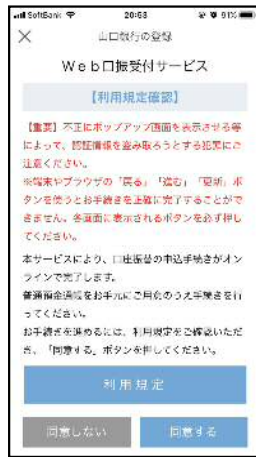 SoftBank 20:53 91%
山口銀行の登録
Web口振受付サービス
【利用規定確認】
【重要】不正にポップアップ画面を表示させる等
によって、認証情報を盗み取ろうとする犯罪にご
注意ください。
※端末やブラウザの「戻る」「進む」「更新」ボ
タンを使うとお手続きを正確に完了することがで
きません。各画面に表示されるボタンを必ず押し
てください。
本サービスにより、口座振替の申込手続きがオン
ラインで完了します。
普通預金通帳をお手元にご用意のうえ手続きを行
ってください。
お手続きを進めるには、利用規定をご確認いただ
き、「同意する」ボタンを押してください。
利用規定
同意しない 同意する